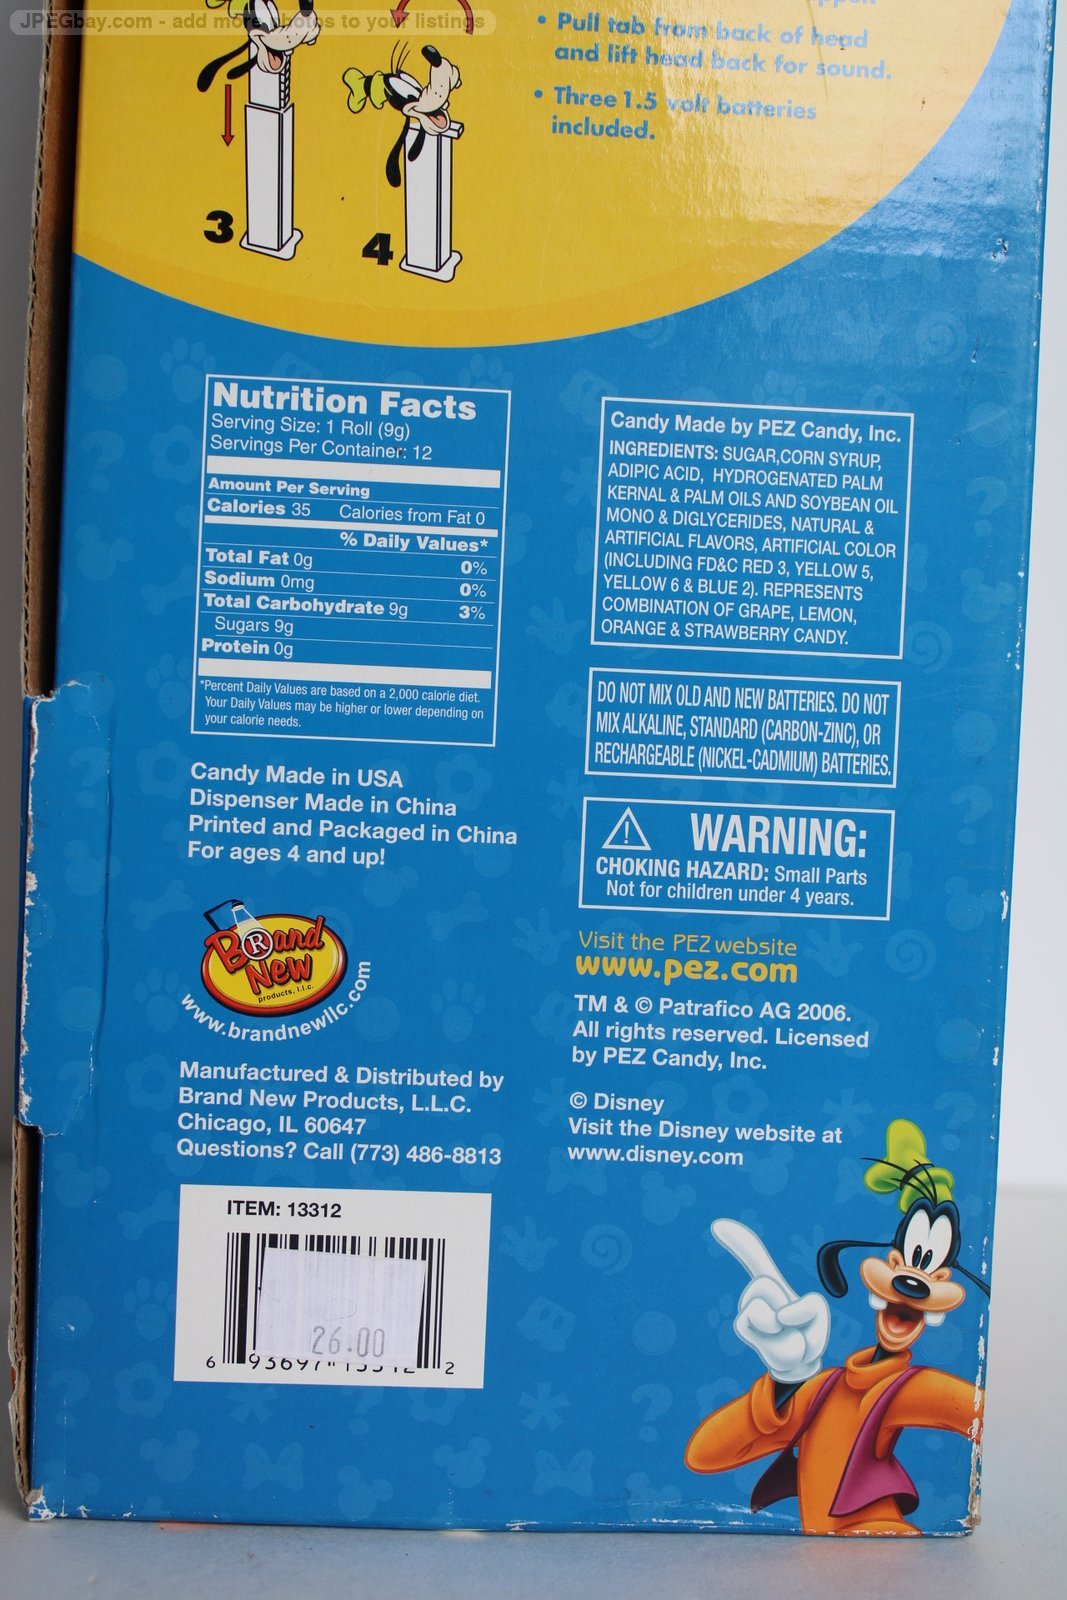 JPEGbay.com - add more photos to your listings
• Pull tab from back of head
and lift head back for sound.
• Three 1.5 volt batteries
included.
3
4
Nutrition Facts
Serving Size: 1 Roll (9g)
Servings Per Container: 12
Amount Per Serving
Calories 35 Calories from Fat 0
% Daily Values*
Total Fat 0g 0%
Sodium 0mg 0%
Total Carbohydrate 9g 3%
Sugars 9g
Protein 0g
*Percent Daily Values are based on a 2,000 calorie diet.
Your Daily Values may be higher or lower depending on
your calorie needs.
Candy Made in USA
Dispenser Made in China
Printed and Packaged in China
For ages 4 and up!
Brand
New
products, l.l.c.
www.brandnewllc.com
Manufactured & Distributed by
Brand New Products, L.L.C.
Chicago, IL 60647
Questions? Call (773) 486-8813
ITEM: 13312
26.00
6 93697 13312 2
Candy Made by PEZ Candy, Inc.
INGREDIENTS: SUGAR,CORN SYRUP,
ADIPIC ACID, HYDROGENATED PALM
KERNAL & PALM OILS AND SOYBEAN OIL
MONO & DIGLYCERIDES, NATURAL &
ARTIFICIAL FLAVORS, ARTIFICIAL COLOR
(INCLUDING FD&C RED 3, YELLOW 5,
YELLOW 6 & BLUE 2). REPRESENTS
COMBINATION OF GRAPE, LEMON,
ORANGE & STRAWBERRY CANDY.
DO NOT MIX OLD AND NEW BATTERIES. DO NOT
MIX ALKALINE, STANDARD (CARBON-ZINC), OR
RECHARGEABLE (NICKEL-CADMIUM) BATTERIES.
WARNING:
CHOKING HAZARD: Small Parts
Not for children under 4 years.
Visit the PEZ website
www.pez.com
TM & © Patrafico AG 2006.
All rights reserved. Licensed
by PEZ Candy, Inc.
© Disney
Visit the Disney website at
www.disney.com